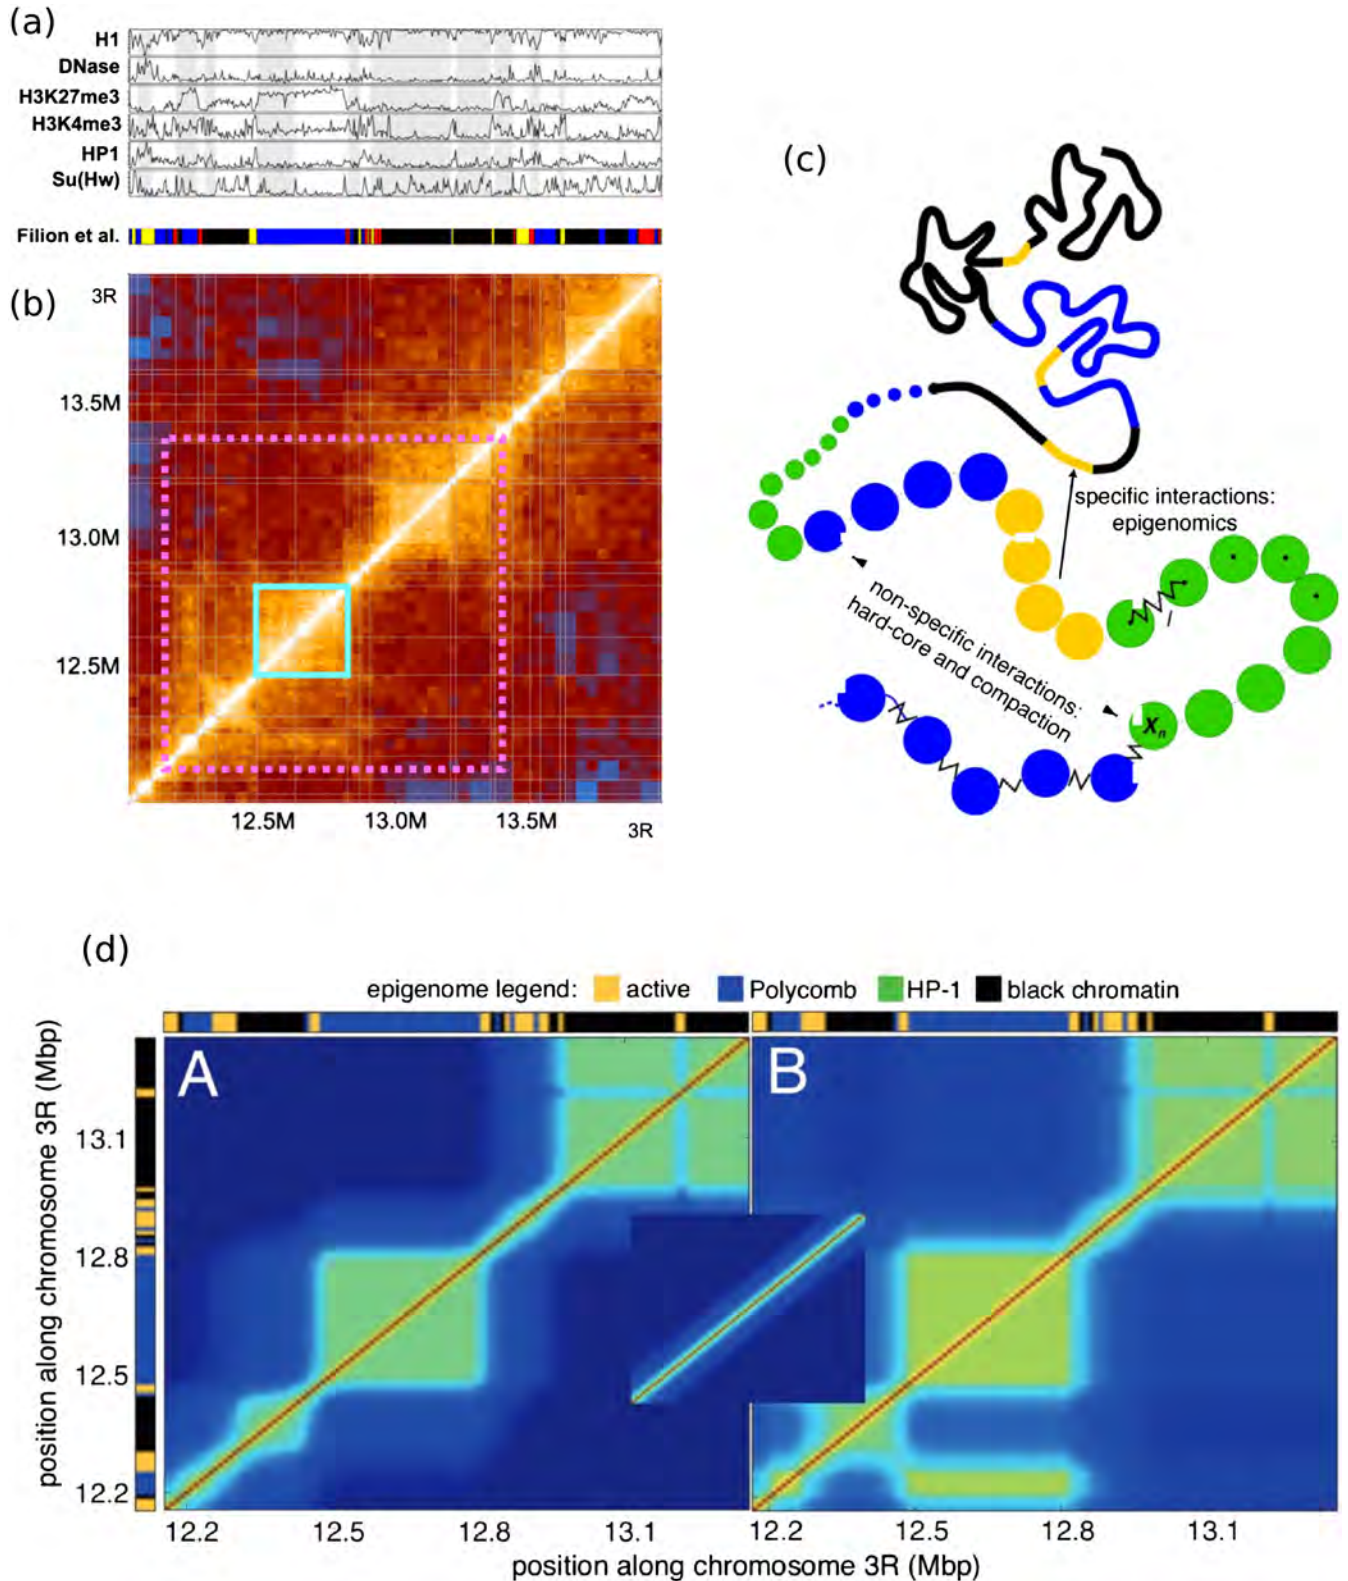 (a)
H1
DNase
H3K27me3
H3K4me3
HP1
Su(Hw)
Filion et al.
(b)
3R
13.5M
13.0M
12.5M
12.5M 13.0M 13.5M
3R
(c)
specific interactions:
epigenomics
non-specific interactions:
hard-core and compaction
l
Xn
(d)
epigenome legend: active Polycomb HP-1 black chromatin
A B
position along chromosome 3R (Mbp)
13.1
12.8
12.5
12.2
12.2 12.5 12.8 13.1 12.2 12.5 12.8 13.1
position along chromosome 3R (Mbp)